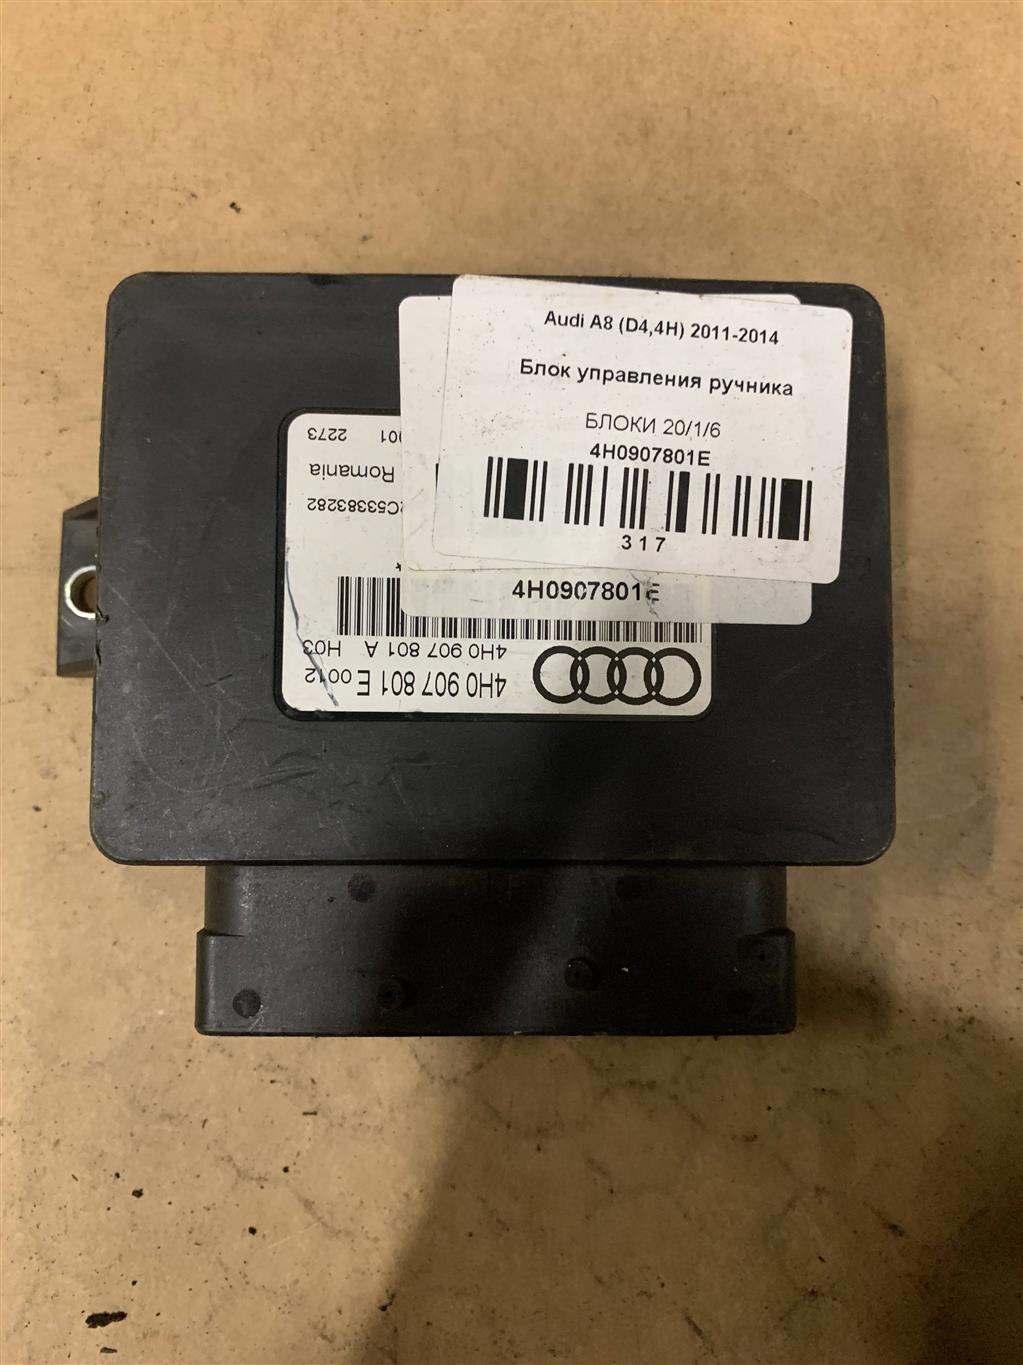 Audi A8 (D4,4H) 2011-2014
Блок управления ручника
БЛОКИ 20/1/6
4H0907801E
317
4H0907801E
4H0 907 801 E 0012
4H0 907 801 A H03
C53383282
Romania
2273